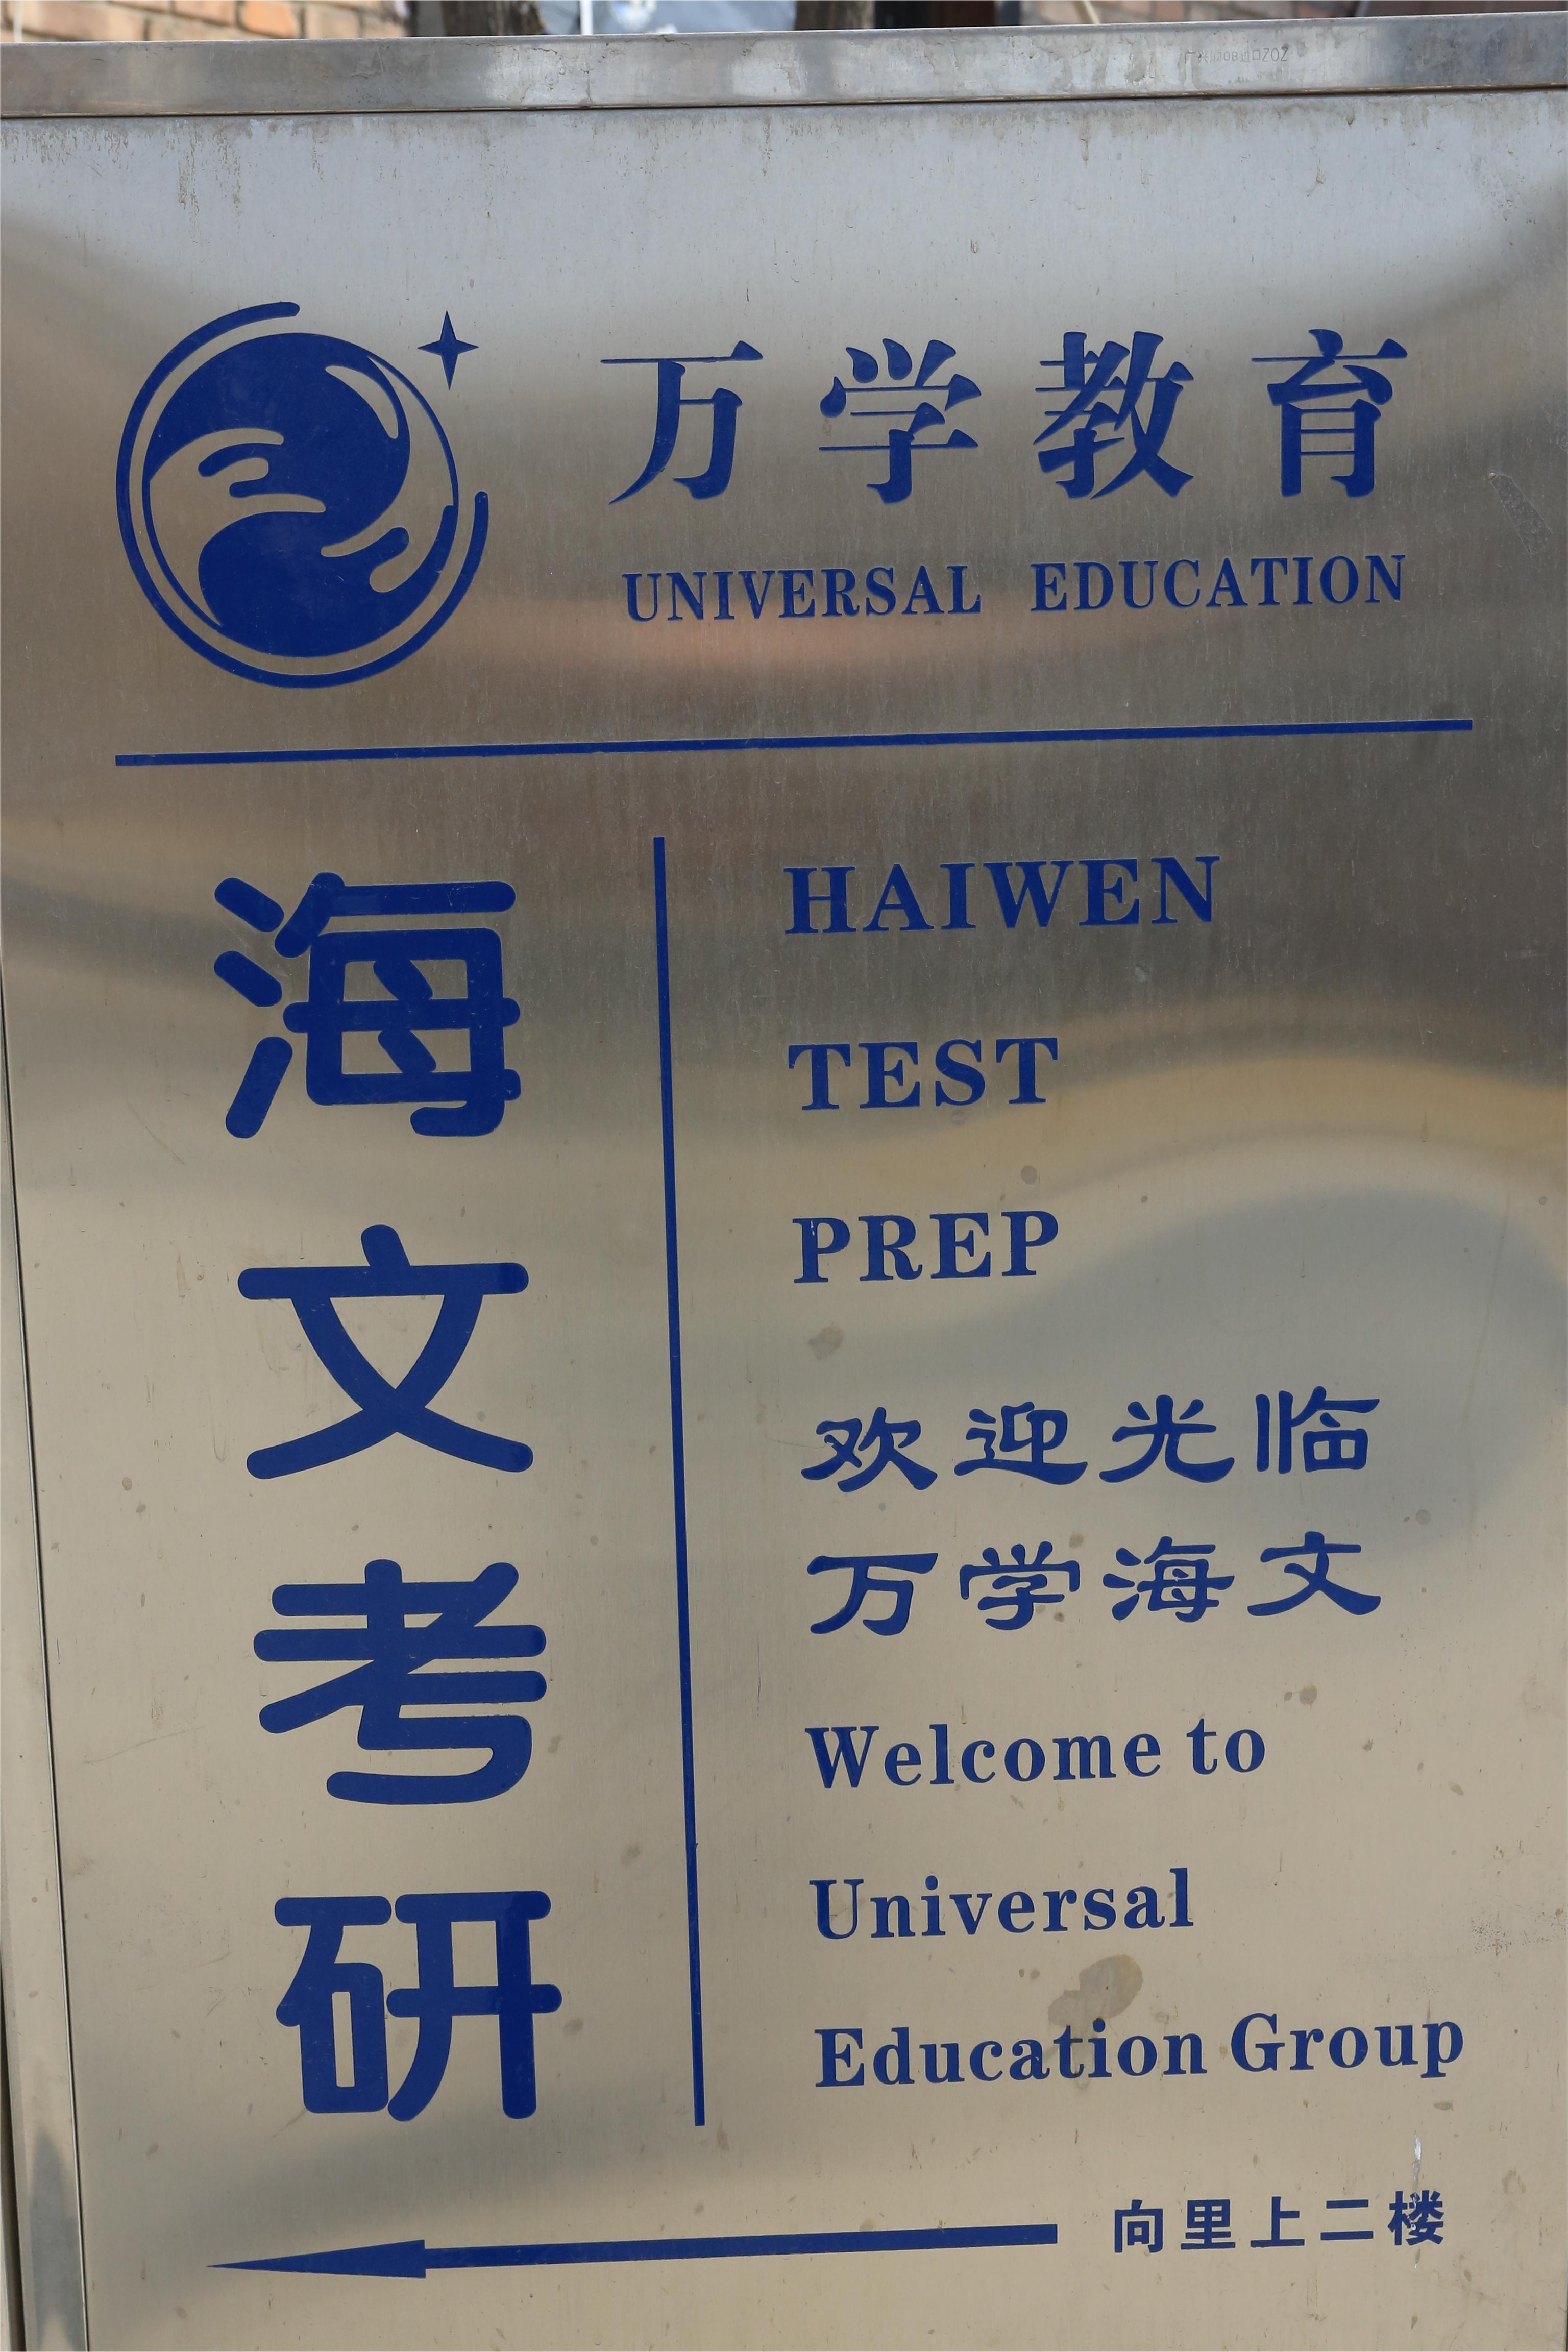 万学教育
UNIVERSAL EDUCATION
海文考研
HAIWEN
TEST
PREP
欢迎光临
万学海文
Welcome to
Universal
Education Group
向里上二楼